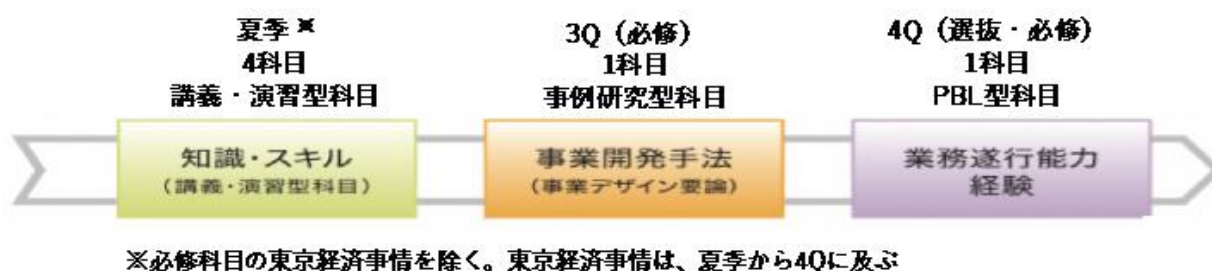 夏季※
4科目
講義・演習型科目
3Q（必修）
1科目
事例研究型科目
4Q（選抜・必修）
1科目
PBL型科目
知識・スキル
（講義・演習型科目）
事業開発手法
（事業デザイン要論）
業務遂行能力
経験
※必修科目の東京経済事情を除く。東京経済事情は、夏季から4Qに及ぶ